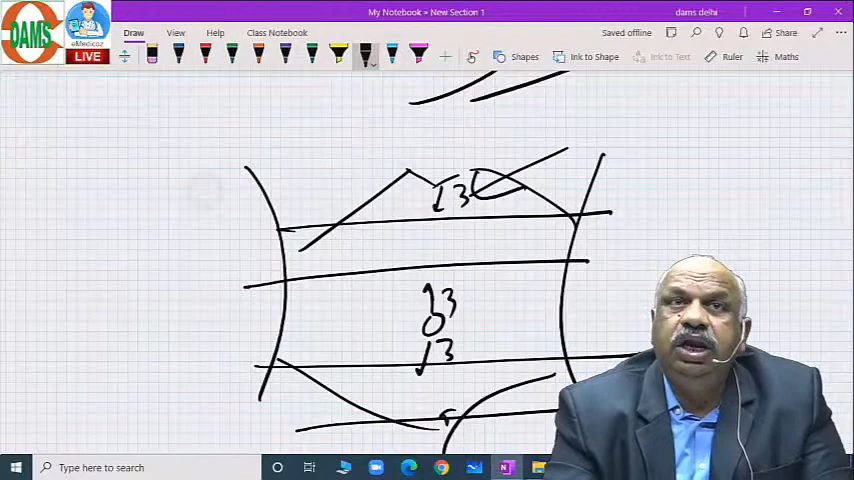 My Notebook > New Section 1
dams delhi
DAMS
eMedicoz
LIVE
Draw View Help Class Notebook
Saved offline
Share
Shapes
Ink to Shape
Ink to Text
Ruler
Maths
3
3
3
Type here to search